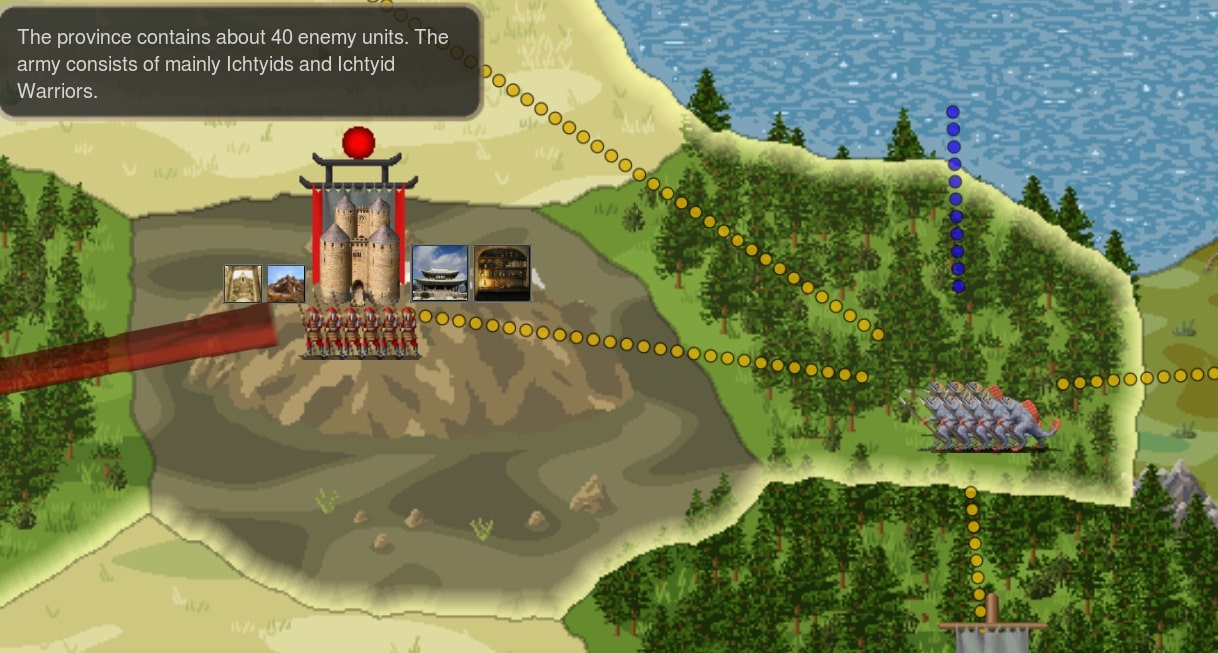 The province contains about 40 enemy units. The
army consists of mainly Ichtyids and Ichtyid
Warriors.